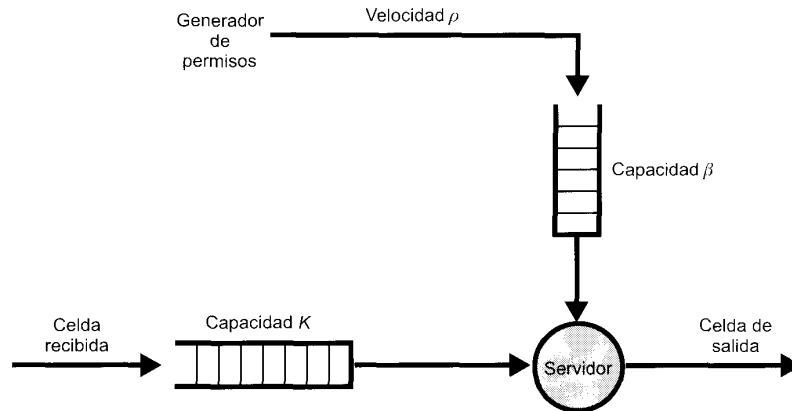 Generador
de
permisos
Velocidad ρ
Capacidad β
Celda
recibida
Capacidad K
Servidor
Celda de
salida